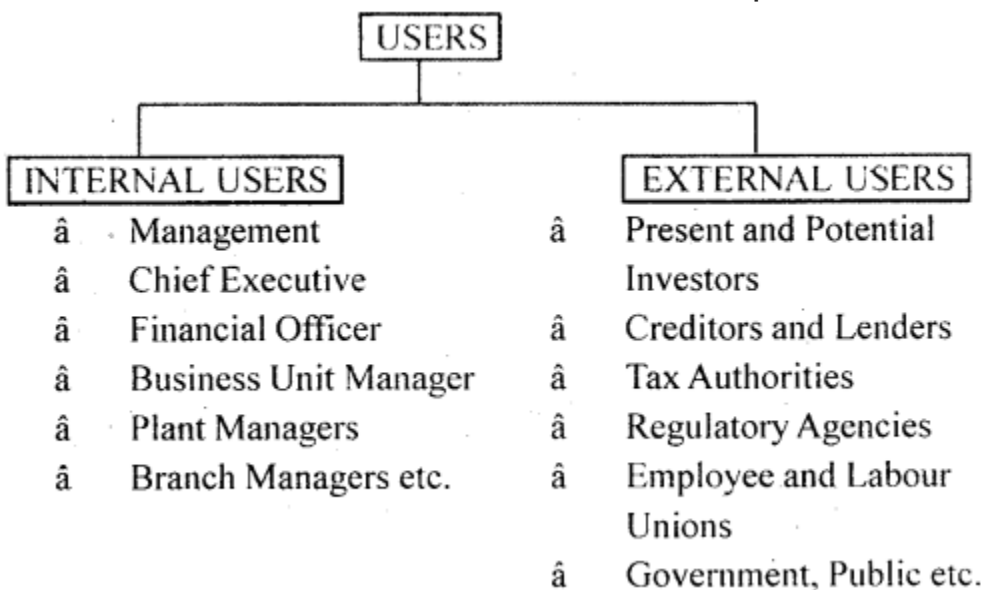 USERS
INTERNAL USERS
â Management
â Chief Executive
â Financial Officer
â Business Unit Manager
â Plant Managers
â Branch Managers etc.
EXTERNAL USERS
â Present and Potential
Investors
â Creditors and Lenders
â Tax Authorities
â Regulatory Agencies
â Employee and Labour
Unions
â Government, Public etc.